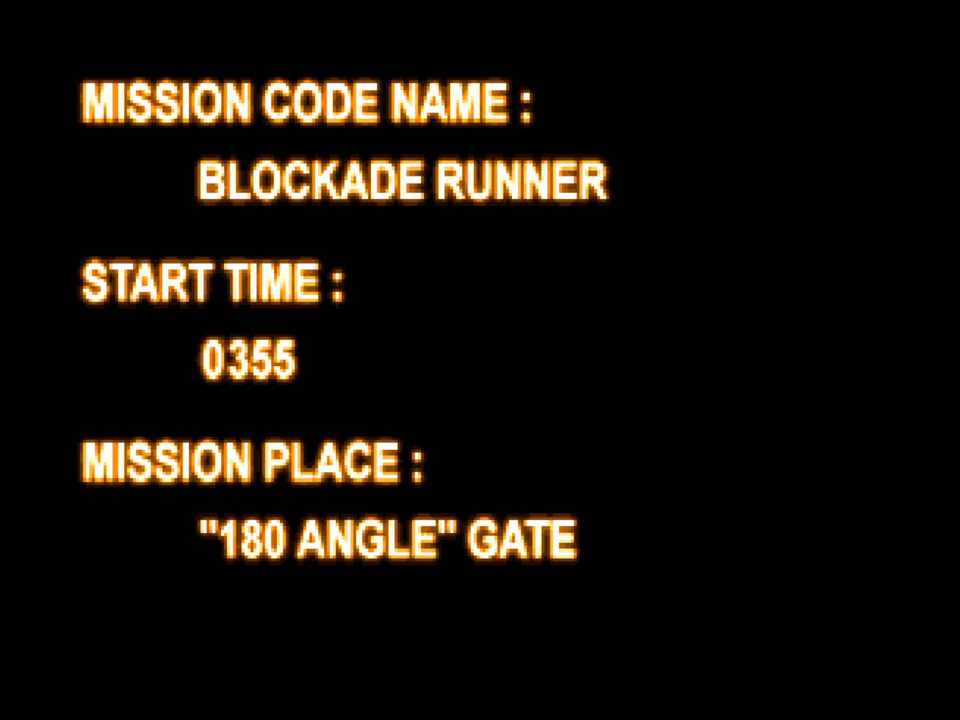 MISSION CODE NAME :
BLOCKADE RUNNER
START TIME :
0355
MISSION PLACE :
"180 ANGLE" GATE